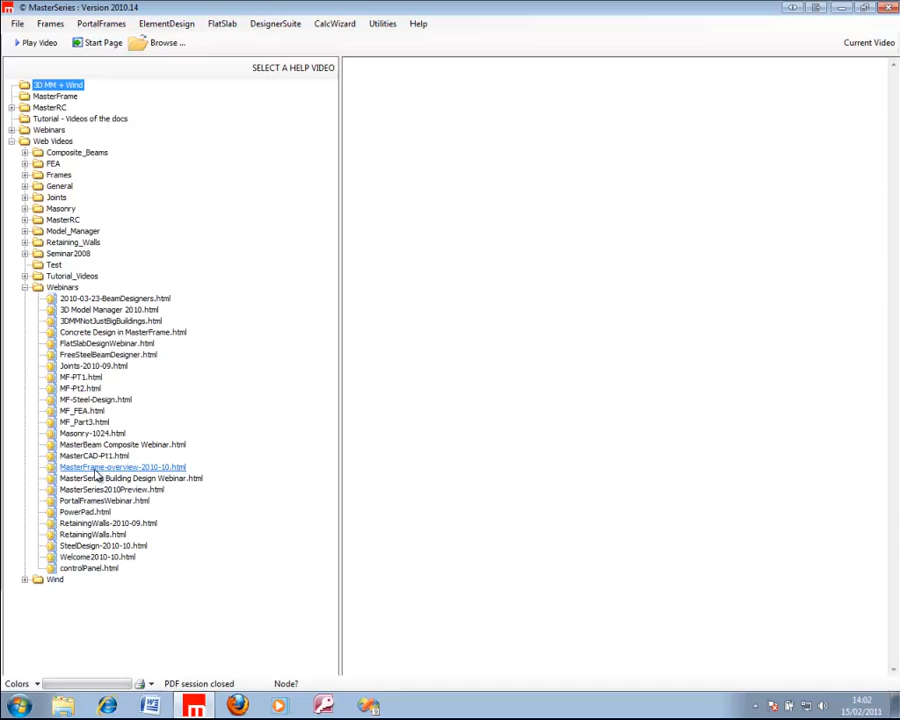 © MasterSeries : Version 2010.14
File Frames PortalFrames ElementDesign FlatSlab DesignerSuite CalcWizard Utilities Help
Play Video Start Page Browse ... Current Video
SELECT A HELP VIDEO
3D MM + Wind
MasterFrame
MasterRC
Tutorial - Videos of the docs
Webinars
Web Videos
Composite_Beams
FEA
Frames
General
Joints
Masonry
MasterRC
Model_Manager
Retaining_Walls
Seminar2008
Test
Tutorial_Videos
Webinars
2010-03-23-BeamDesigners.html
3D Model Manager 2010.html
3DMMNotJustBigBuildings.html
Concrete Design in MasterFrame.html
FlatSlabDesignWebinar.html
FreeSteelBeamDesigner.html
Joints-2010-09.html
MF-PT1.html
MF-Pt2.html
MF-Steel-Design.html
MF_FEA.html
MF_Part3.html
Masonry-1024.html
MasterBeam Composite Webinar.html
MasterCAD-Pt1.html
MasterFrame-overview-2010-10.html
MasterSeries Building Design Webinar.html
MasterSeries2010Preview.html
PortalFramesWebinar.html
PowerPad.html
RetainingWalls-2010-09.html
RetainingWalls.html
SteelDesign-2010-10.html
Welcome2010-10.html
controlPanel.html
Wind
Colors PDF session closed Node?
14:02
15/02/2011